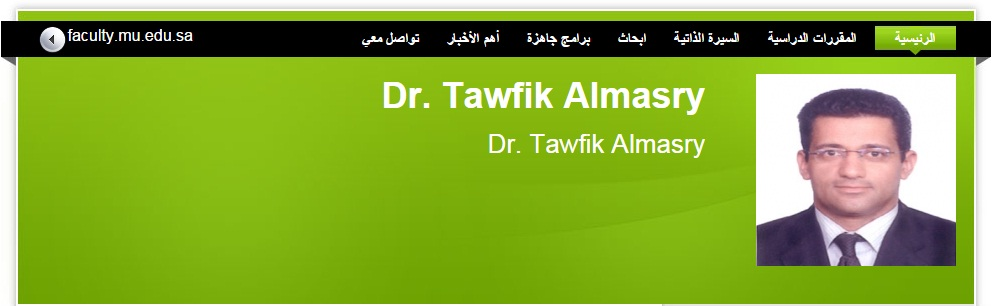 الرئيسية
المقررات الدراسية
السيرة الذاتية
ابحاث
برامج جاهزة
أهم الأخبار
تواصل معي
faculty.mu.edu.sa
Dr. Tawfik Almasry
Dr. Tawfik Almasry